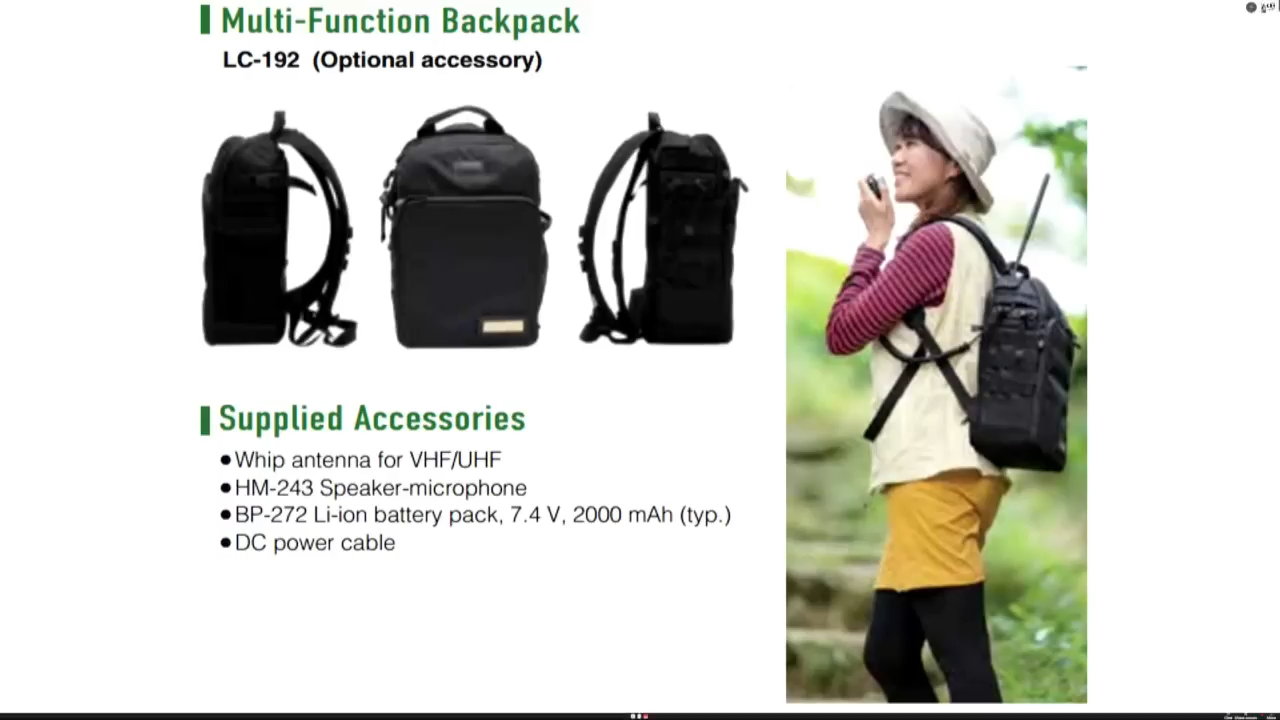 Multi-Function Backpack
LC-192 (Optional accessory)
Supplied Accessories
●Whip antenna for VHF/UHF
●HM-243 Speaker-microphone
●BP-272 Li-ion battery pack, 7.4 V, 2000 mAh (typ.)
●DC power cable